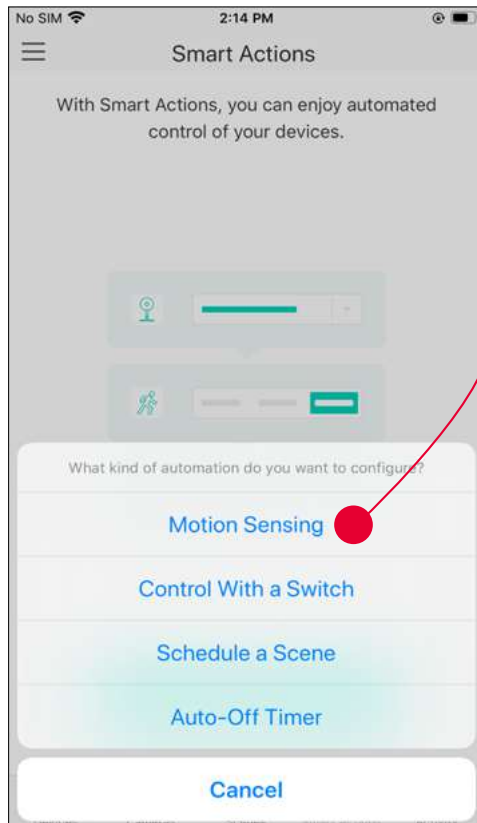 No SIM 2:14 PM
Smart Actions
With Smart Actions, you can enjoy automated
control of your devices.
What kind of automation do you want to configure?
Motion Sensing
Control With a Switch
Schedule a Scene
Auto-Off Timer
Cancel